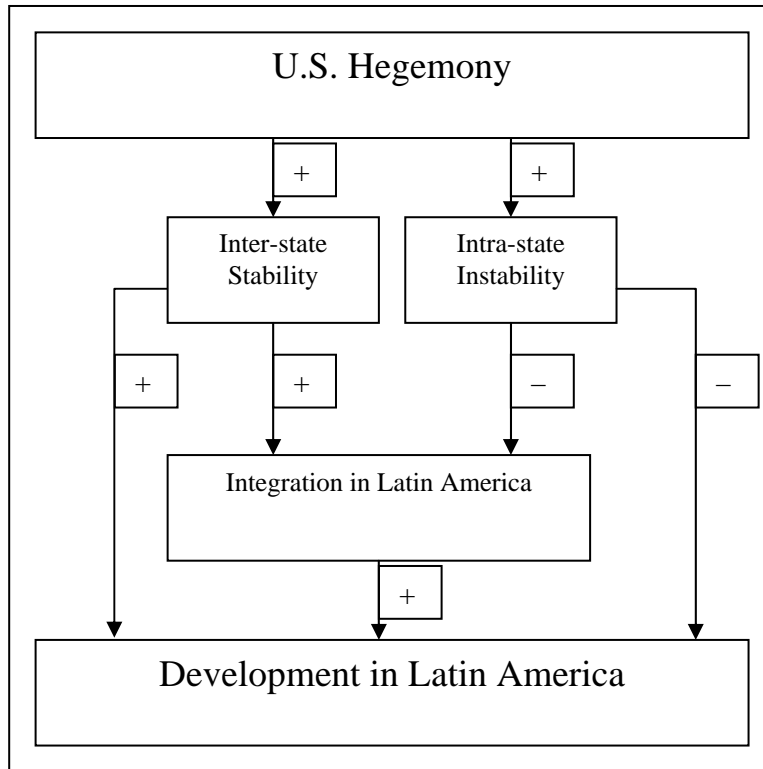 U.S. Hegemony
+
+
Inter-state
Stability
Intra-state
Instability
+
+
–
–
Integration in Latin America
+
Development in Latin America